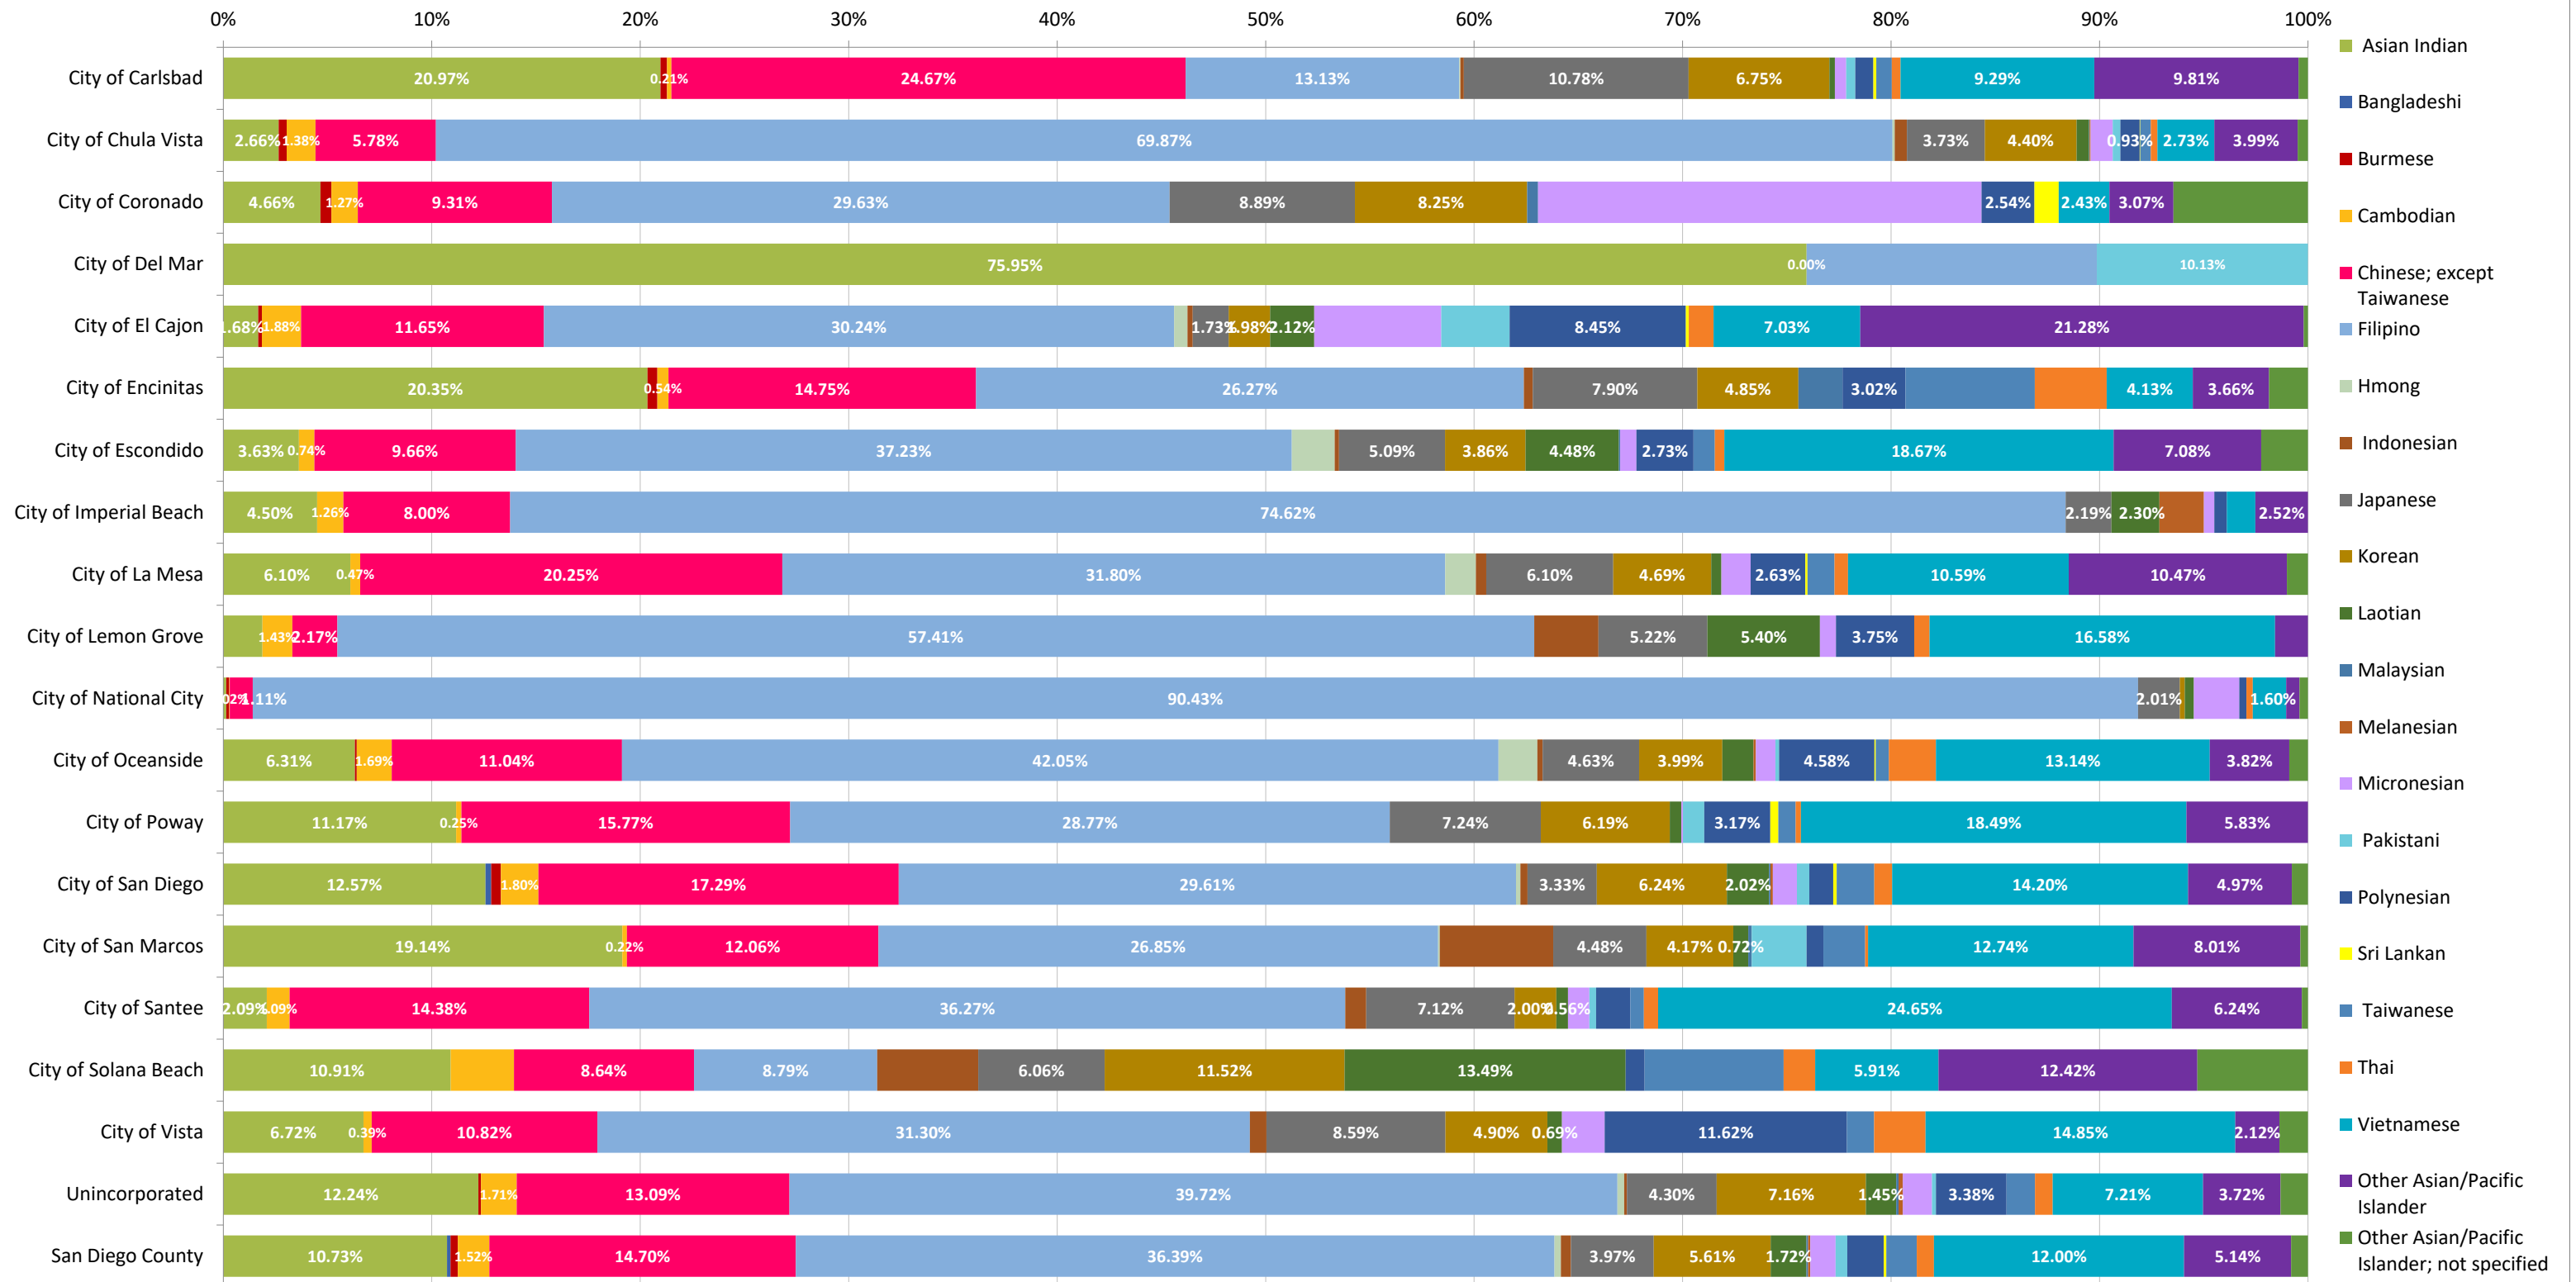 0% 10% 20% 30% 40% 50% 60% 70% 80% 90% 100%
City of Carlsbad 20.97% 0.21% 24.67% 13.13% 10.78% 6.75% 9.29% 9.81%
City of Chula Vista 2.66% 1.38% 5.78% 69.87% 3.73% 4.40% 0.93% 2.73% 3.99%
City of Coronado 4.66% 1.27% 9.31% 29.63% 8.89% 8.25% 2.54% 2.43% 3.07%
City of Del Mar 75.95% 0.00% 10.13%
City of El Cajon 1.88% 11.65% 30.24% 1.73% 2.12% 8.45% 7.03% 21.28%
City of Encinitas 20.35% 0.54% 14.75% 26.27% 7.90% 4.85% 3.02% 4.13% 3.66%
City of Escondido 3.63% 0.74% 9.66% 37.23% 5.09% 3.86% 4.48% 2.73% 18.67% 7.08%
City of Imperial Beach 4.50% 1.26% 8.00% 74.62% 2.19% 2.30% 2.52%
City of La Mesa 6.10% 0.47% 20.25% 31.80% 6.10% 4.69% 2.63% 10.59% 10.47%
City of Lemon Grove 1.43% 2.17% 57.41% 5.22% 5.40% 3.75% 16.58%
City of National City 1.11% 90.43% 2.01% 1.60%
City of Oceanside 6.31% 1.69% 11.04% 42.05% 4.63% 3.99% 4.58% 13.14% 3.82%
City of Poway 11.17% 0.25% 15.77% 28.77% 7.24% 6.19% 3.17% 18.49% 5.83%
City of San Diego 12.57% 1.80% 17.29% 29.61% 3.33% 6.24% 2.02% 14.20% 4.97%
City of San Marcos 19.14% 0.22% 12.06% 26.85% 4.48% 4.17% 0.72% 12.74% 8.01%
City of Santee 2.09% 14.38% 36.27% 7.12% 2.00% 0.56% 24.65% 6.24%
City of Solana Beach 10.91% 8.64% 8.79% 6.06% 11.52% 13.49% 5.91% 12.42%
City of Vista 6.72% 0.39% 10.82% 31.30% 8.59% 4.90% 0.69% 11.62% 14.85% 2.12%
Unincorporated 12.24% 1.71% 13.09% 39.72% 4.30% 7.16% 1.45% 3.38% 7.21% 3.72%
San Diego County 10.73% 1.52% 14.70% 36.39% 3.97% 5.61% 1.72% 12.00% 5.14%
Asian Indian
Bangladeshi
Burmese
Cambodian
Chinese; except
Taiwanese
Filipino
Hmong
Indonesian
Japanese
Korean
Laotian
Malaysian
Melanesian
Micronesian
Pakistani
Polynesian
Sri Lankan
Taiwanese
Thai
Vietnamese
Other Asian/Pacific
Islander
Other Asian/Pacific
Islander; not specified